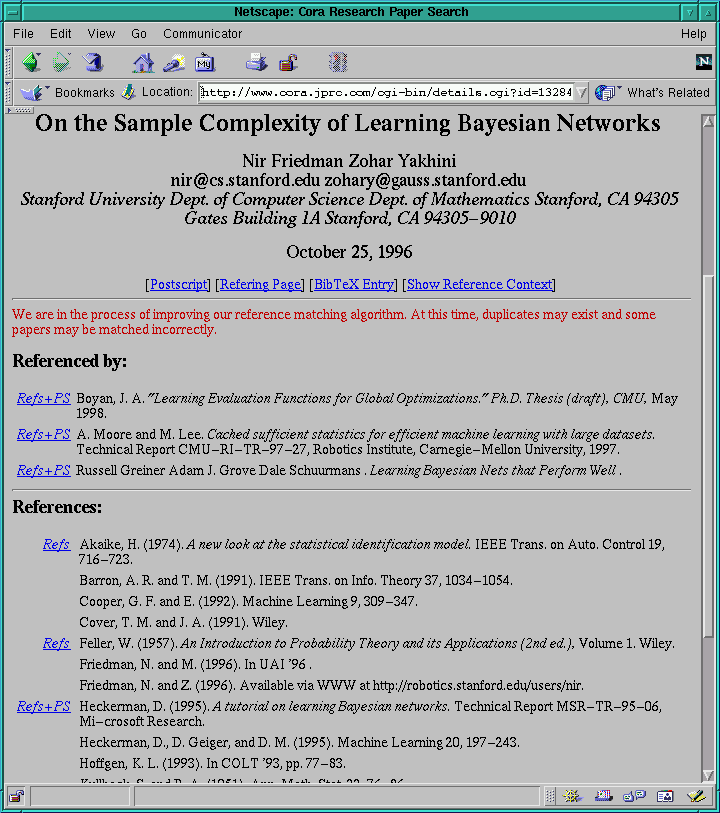 Netscape: Cora Research Paper Search
File Edit View Go Communicator Help
My N
Bookmarks Location: http://www.cora.jprc.com/cgi-bin/details.cgi?id=13284 What's Related
On the Sample Complexity of Learning Bayesian Networks
Nir Friedman Zohar Yakhini
nir@cs.stanford.edu zohary@gauss.stanford.edu
Stanford University Dept. of Computer Science Dept. of Mathematics Stanford, CA 94305
Gates Building 1A Stanford, CA 94305-9010
October 25, 1996
[Postscript] [Refering Page] [BibTeX Entry] [Show Reference Context]
We are in the process of improving our reference matching algorithm. At this time, duplicates may exist and some
papers may be matched incorrectly.
Referenced by:
Refs+PS Boyan, J. A. "Learning Evaluation Functions for Global Optimizations." Ph.D. Thesis (draft), CMU, May
1998.
Refs+PS A. Moore and M. Lee. Cached sufficient statistics for efficient machine learning with large datasets.
Technical Report CMU-RI-TR-97-27, Robotics Institute, Carnegie-Mellon University, 1997.
Refs+PS Russell Greiner Adam J. Grove Dale Schuurmans . Learning Bayesian Nets that Perform Well .
References:
Refs Akaike, H. (1974). A new look at the statistical identification model. IEEE Trans. on Auto. Control 19,
716-723.
Barron, A. R. and T. M. (1991). IEEE Trans. on Info. Theory 37, 1034-1054.
Cooper, G. F. and E. (1992). Machine Learning 9, 309-347.
Cover, T. M. and J. A. (1991). Wiley.
Refs Feller, W. (1957). An Introduction to Probability Theory and its Applications (2nd ed.), Volume 1. Wiley.
Friedman, N. and M. (1996). In UAI '96 .
Friedman, N. and Z. (1996). Available via WWW at http://robotics.stanford.edu/users/nir.
Refs+PS Heckerman, D. (1995). A tutorial on learning Bayesian networks. Technical Report MSR-TR-95-06,
Mi-crosoft Research.
Heckerman, D., D. Geiger, and D. M. (1995). Machine Learning 20, 197-243.
Hoffgen, K. L. (1993). In COLT '93, pp. 77-83.